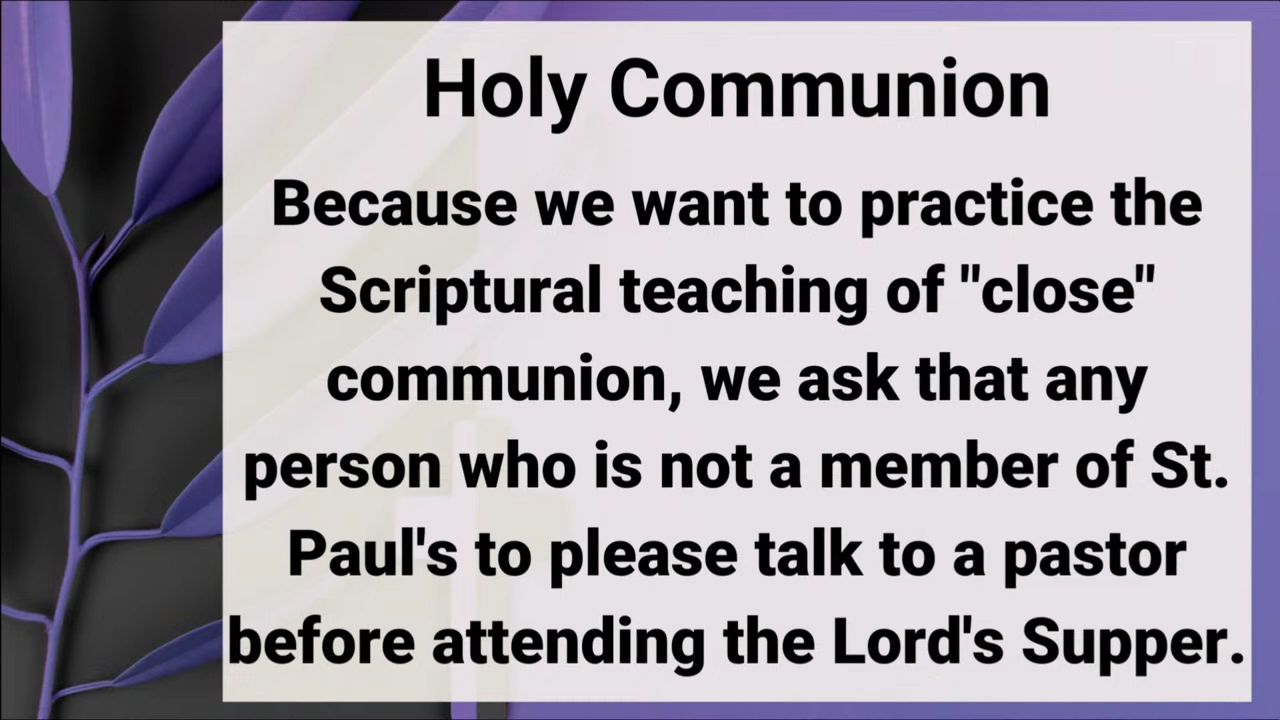 Holy Communion
Because we want to practice the
Scriptural teaching of "close"
communion, we ask that any
person who is not a member of St.
Paul's to please talk to a pastor
before attending the Lord's Supper.